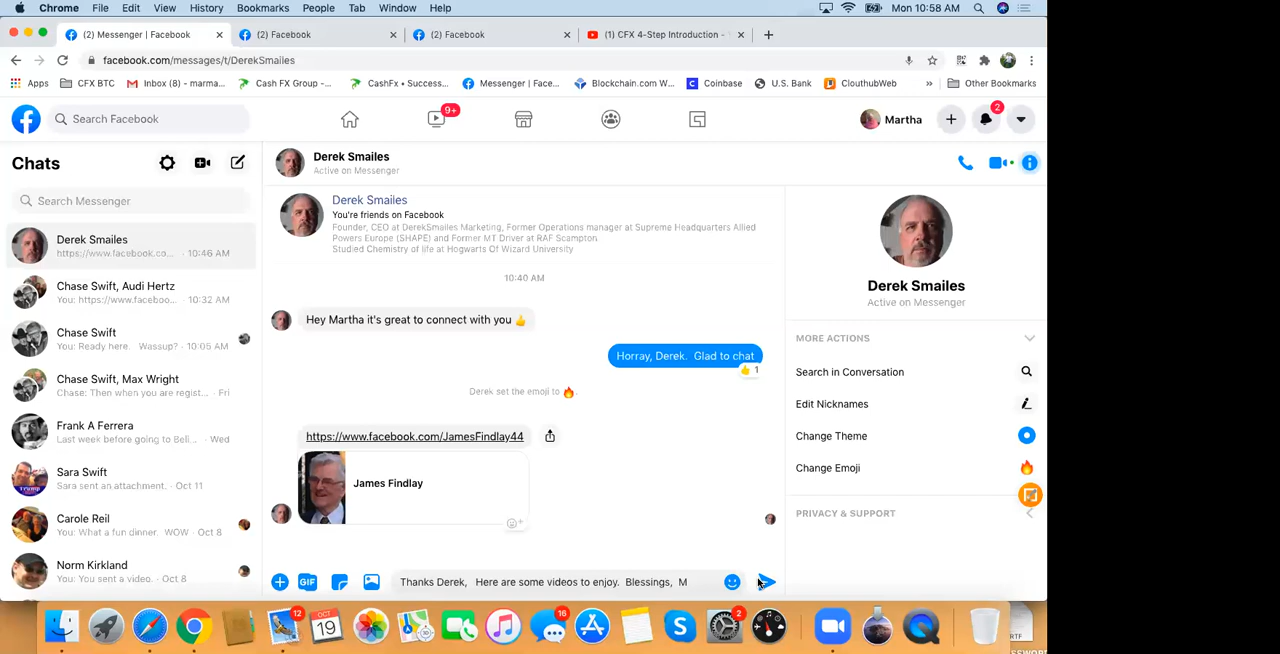 Chrome File Edit View History Bookmarks People Tab Window Help Mon 10:58 AM
(2) Messenger | Facebook (2) Facebook (2) Facebook (1) CFX 4-Step Introduction -
facebook.com/messages/t/DerekSmailes
Apps CFX BTC Inbox (8) - marma... Cash FX Group -... CashFx • Success... Messenger | Face... Blockchain.com W... Coinbase U.S. Bank ClouthubWeb » Other Bookmarks
Search Facebook 9+ Martha 2
Chats
Search Messenger
Derek Smailes
https://www.facebook.co... · 10:46 AM
Chase Swift, Audi Hertz
You: https://www.faceboo... · 10:32 AM
Chase Swift
You: Ready here. Wassup? · 10:05 AM
Chase Swift, Max Wright
Chase: Then when you are regist... · Fri
Frank A Ferrera
Last week before going to Beli... · Wed
Sara Swift
Sara sent an attachment. · Oct 11
Carole Reil
You: What a fun dinner. WOW · Oct 8
Norm Kirkland
You: You sent a video. · Oct 8
Derek Smailes
Active on Messenger
Derek Smailes
You're friends on Facebook
Founder, CEO at DerekSmailes Marketing, Former Operations manager at Supreme Headquarters Allied
Powers Europe (SHAPE) and Former MT Driver at RAF Scampton
Studied Chemistry of life at Hogwarts Of Wizard University
10:40 AM
Hey Martha it's great to connect with you 👍
Horray, Derek. Glad to chat
👍 1
Derek set the emoji to 🔥.
https://www.facebook.com/JamesFindlay44
James Findlay
GIF Thanks Derek, Here are some videos to enjoy. Blessings, M
Derek Smailes
Active on Messenger
MORE ACTIONS
Search in Conversation
Edit Nicknames
Change Theme
Change Emoji
PRIVACY & SUPPORT
12 OCT 19 16 2
RTF